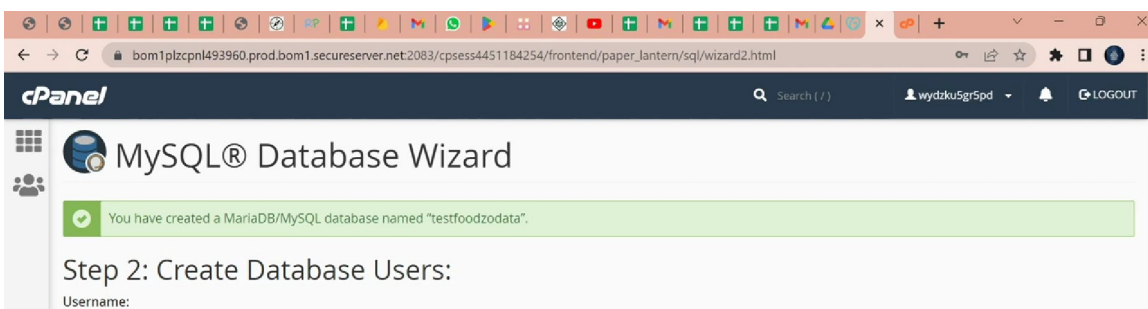 bom1plzcpnl493960.prod.bom1.secureserver.net:2083/cpsess4451184254/frontend/paper_lantern/sql/wizard2.html
cPanel Search ( / ) wydzku5gr5pd LOGOUT
MySQL® Database Wizard
You have created a MariaDB/MySQL database named “testfoodzodata”.
Step 2: Create Database Users:
Username: